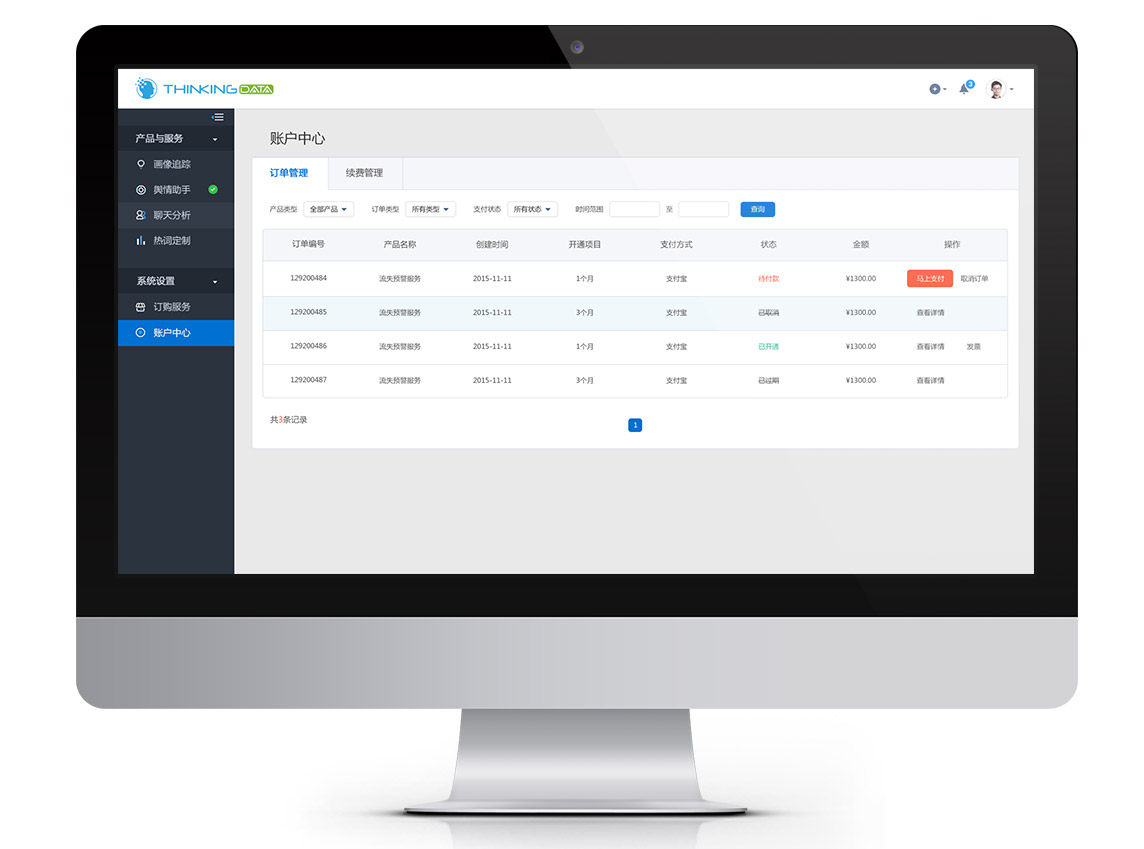 THINKING DATA
3
产品与服务
画像追踪
舆情助手
聊天分析
热词定制
系统设置
订购服务
账户中心
账户中心
订单管理 续费管理
产品类型 全部产品 订单类型 所有类型 支付状态 所有状态 时间范围 至 查询
订单编号 产品名称 创建时间 开通项目 支付方式 状态 金额 操作
129200484 流失预警服务 2015-11-11 1个月 支付宝 待付款 ¥1300.00 马上支付 取消订单
129200485 流失预警服务 2015-11-11 3个月 支付宝 已取消 ¥1300.00 查看详情
129200486 流失预警服务 2015-11-11 1个月 支付宝 已开通 ¥1300.00 查看详情 发票
129200487 流失预警服务 2015-11-11 3个月 支付宝 已过期 ¥1300.00 查看详情
共3条记录
1